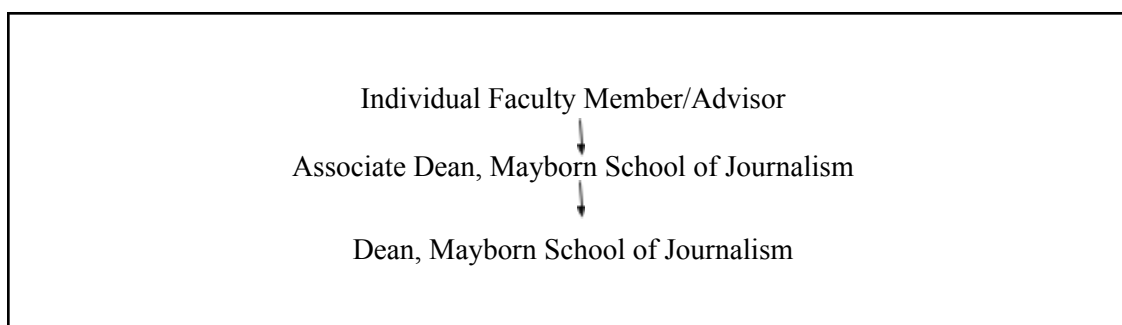 Individual Faculty Member/Advisor
Associate Dean, Mayborn School of Journalism
Dean, Mayborn School of Journalism